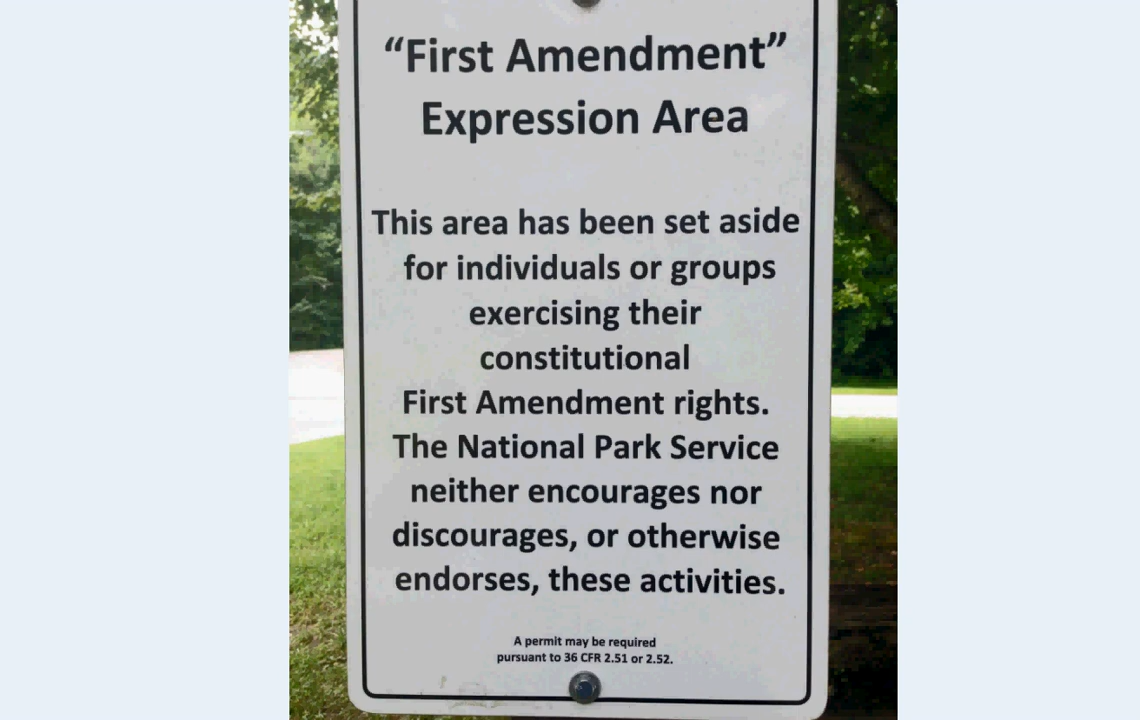 “First Amendment”
Expression Area
This area has been set aside
for individuals or groups
exercising their
constitutional
First Amendment rights.
The National Park Service
neither encourages nor
discourages, or otherwise
endorses, these activities.
A permit may be required
pursuant to 36 CFR 2.51 or 2.52.